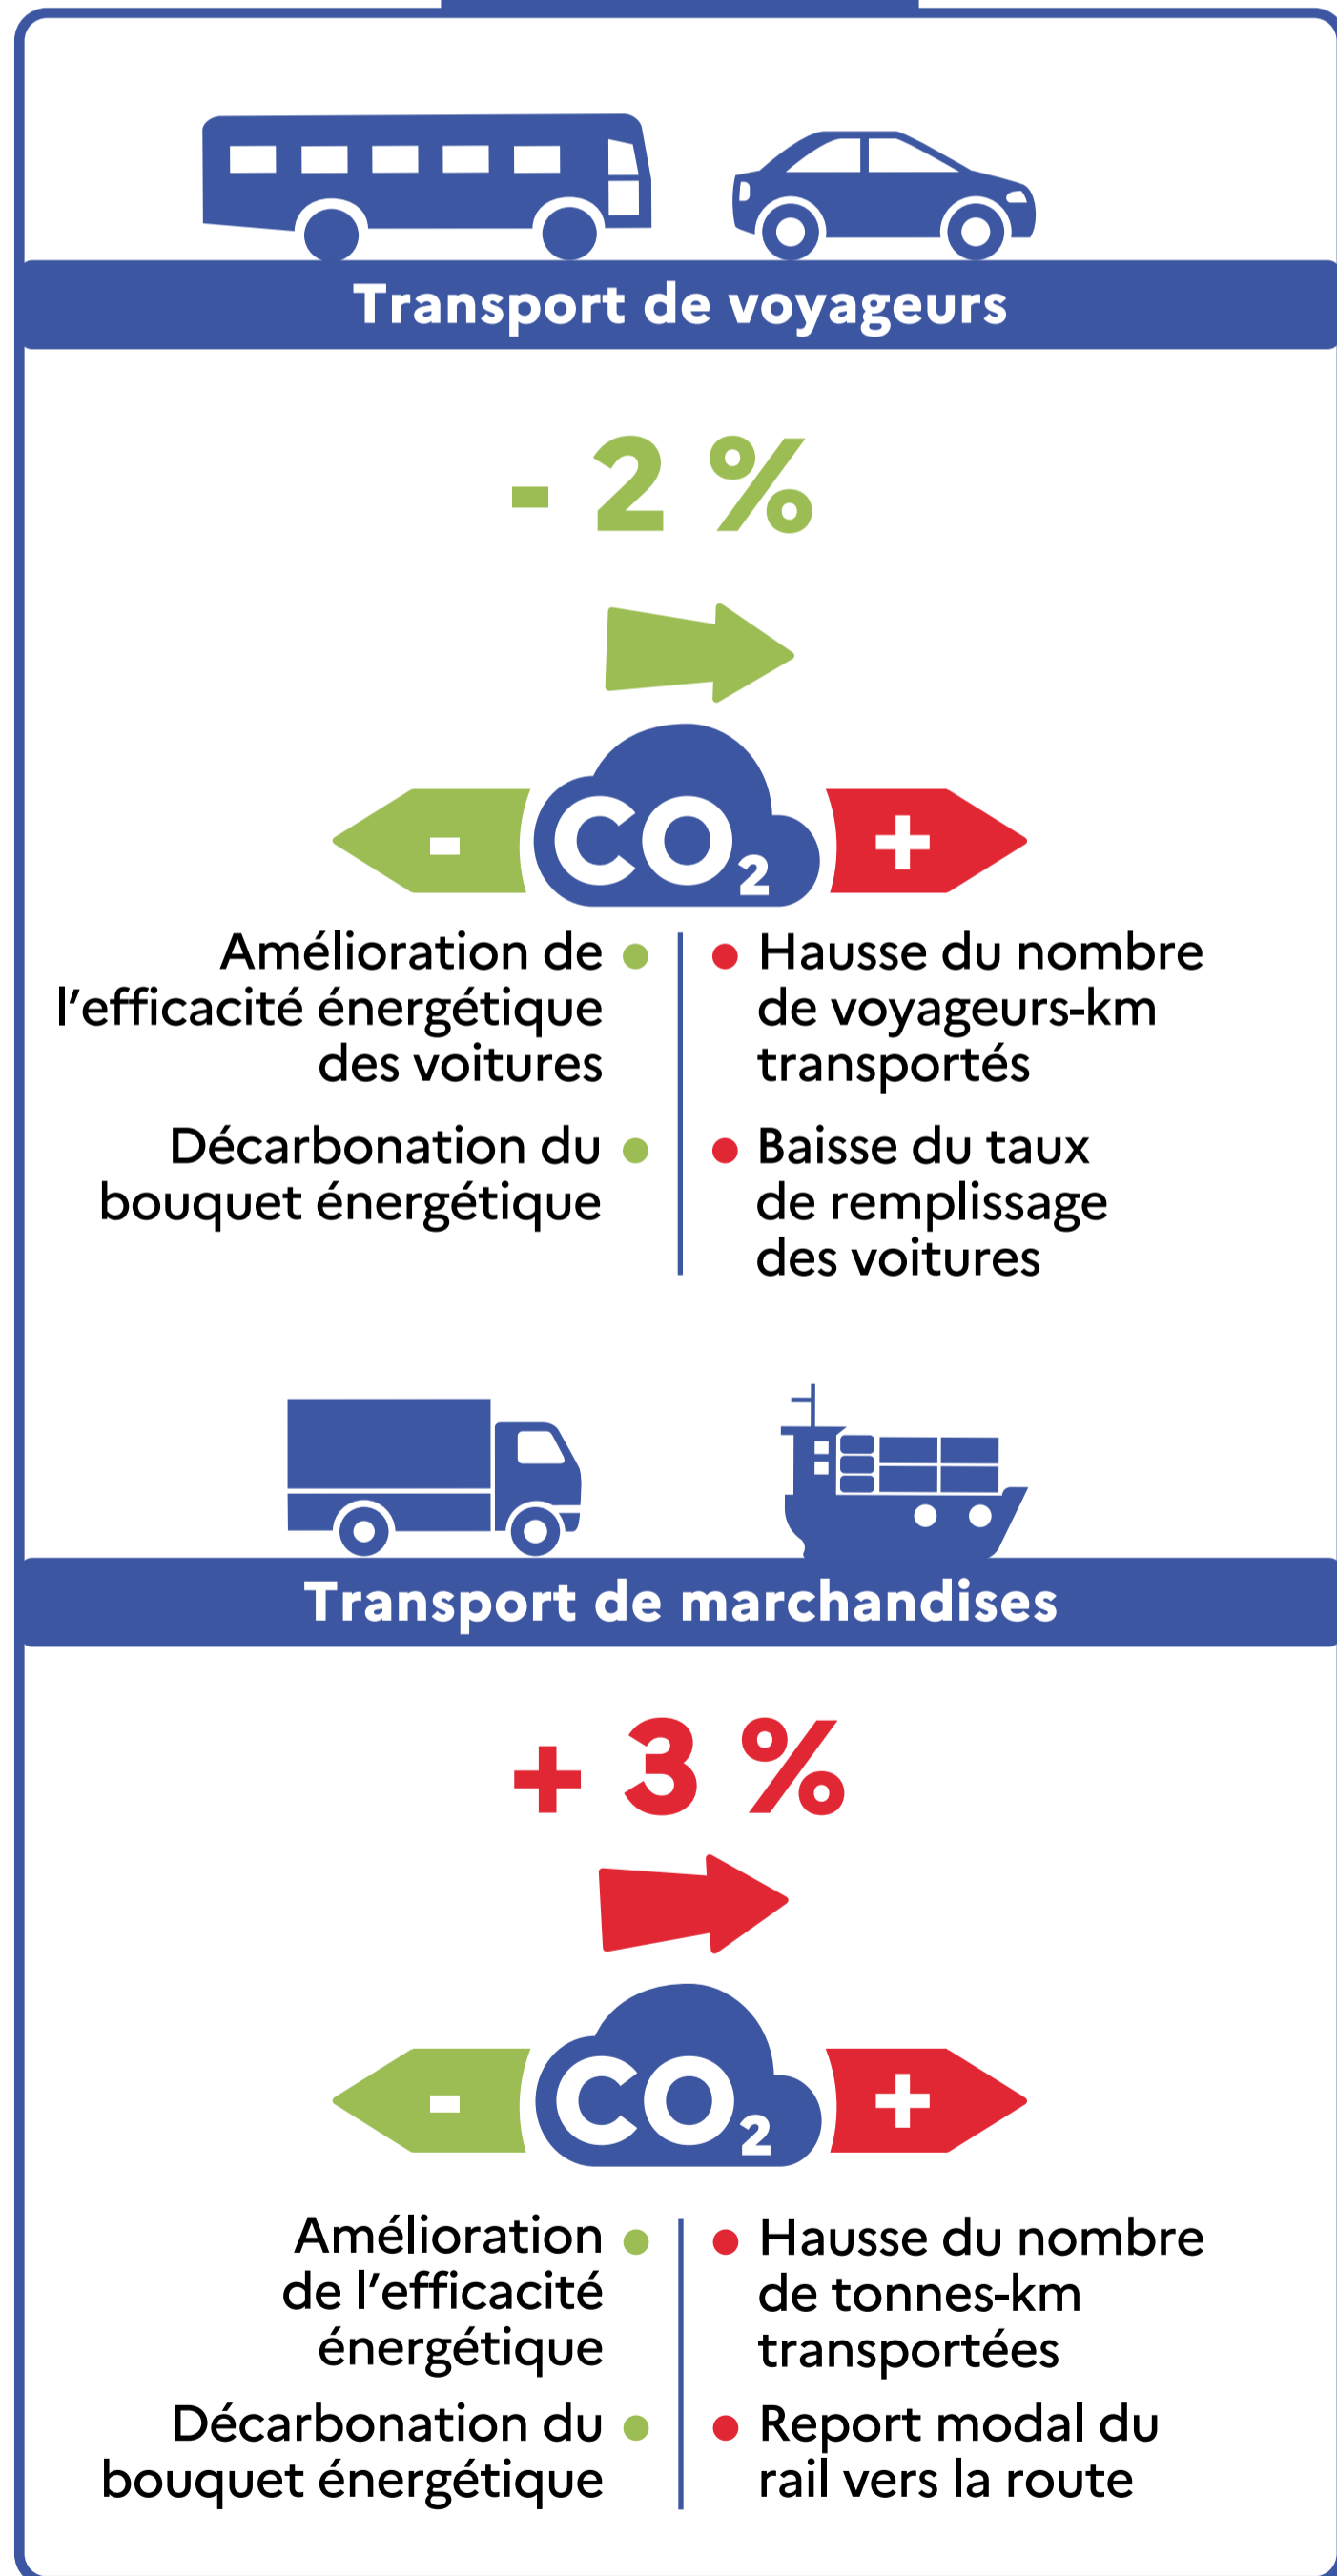 Transport de voyageurs
- 2 %
- CO2 +
Amélioration de
l'efficacité énergétique
des voitures
Décarbonation du
bouquet énergétique
Hausse du nombre
de voyageurs-km
transportés
Baisse du taux
de remplissage
des voitures
Transport de marchandises
+ 3 %
- CO2 +
Amélioration
de l'efficacité
énergétique
Décarbonation du
bouquet énergétique
Hausse du nombre
de tonnes-km
transportées
Report modal du
rail vers la route